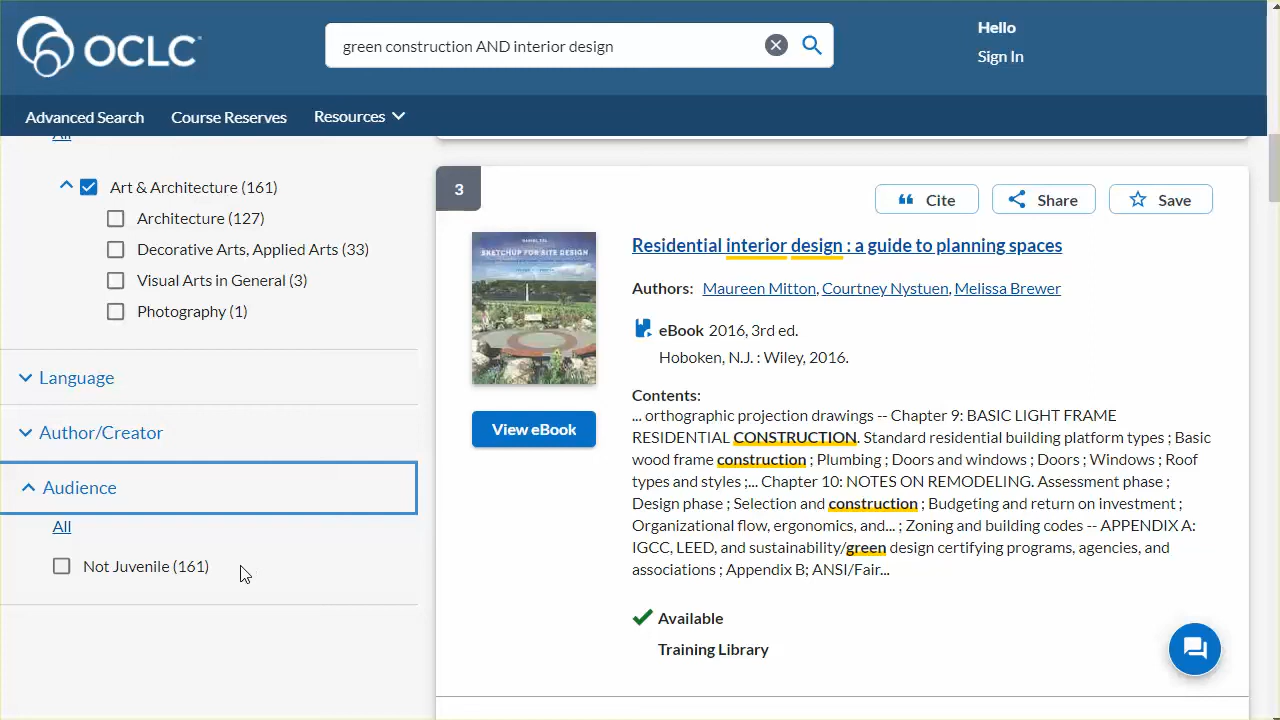 OCLC
green construction AND interior design
Hello
Sign In
Advanced Search
Course Reserves
Resources
All
Art & Architecture (161)
Architecture (127)
Decorative Arts, Applied Arts (33)
Visual Arts in General (3)
Photography (1)
Language
Author/Creator
Audience
All
Not Juvenile (161)
3
Cite
Share
Save
SKETCHUP FOR SITE DESIGN
Residential interior design : a guide to planning spaces
Authors: Maureen Mitton, Courtney Nystuen, Melissa Brewer
eBook 2016, 3rd ed.
Hoboken, N.J. : Wiley, 2016.
View eBook
Contents:
... orthographic projection drawings -- Chapter 9: BASIC LIGHT FRAME
RESIDENTIAL CONSTRUCTION. Standard residential building platform types ; Basic
wood frame construction ; Plumbing ; Doors and windows ; Doors ; Windows ; Roof
types and styles ;... Chapter 10: NOTES ON REMODELING. Assessment phase ;
Design phase ; Selection and construction ; Budgeting and return on investment ;
Organizational flow, ergonomics, and... ; Zoning and building codes -- APPENDIX A:
IGCC, LEED, and sustainability/green design certifying programs, agencies, and
associations ; Appendix B; ANSI/Fair...
Available
Training Library